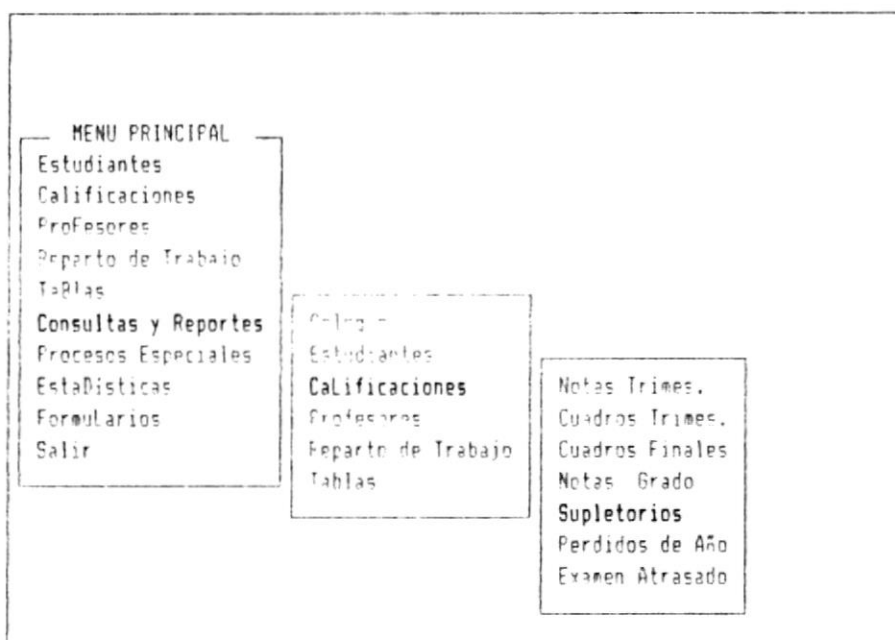 MENU PRINCIPAL
Estudiantes
Calificaciones
ProFesores
Reparto de Trabajo
TaBlas
Consultas y Reportes
Procesos Especiales
EstaDisticas
FormuLarios
Salir
Estudiantes
CaLificaciones
Profesores
Reparto de Trabajo
Tablas
Notas Trimes.
Cuadros Trimes.
Cuadros Finales
Notas Grado
Supletorios
Perdidos de Año
Examen Atrasado